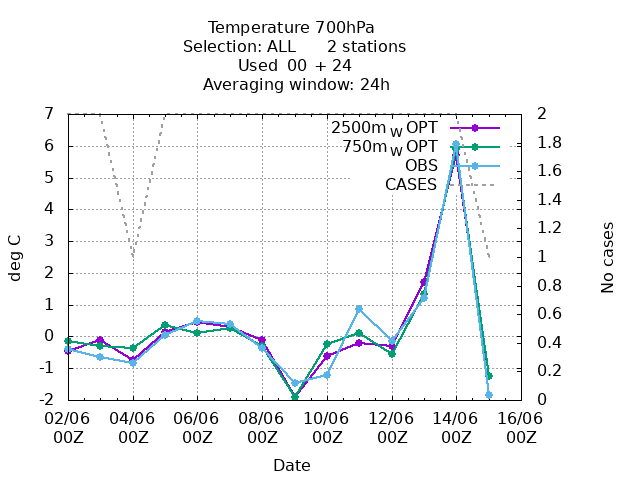 Temperature 700hPa
Selection: ALL 2 stations
Used 00 + 24
Averaging window: 24h
7 2
6 1.8
5 1.6
4 1.4
3 1.2
2 1
1 0.8
0 0.6
-1 0.4
-2 0.2
0
2500m W OPT
750m W OPT
OBS
CASES
deg C
No cases
02/06 04/06 06/06 08/06 10/06 12/06 14/06 16/06
00Z 00Z 00Z 00Z 00Z 00Z 00Z 00Z
Date